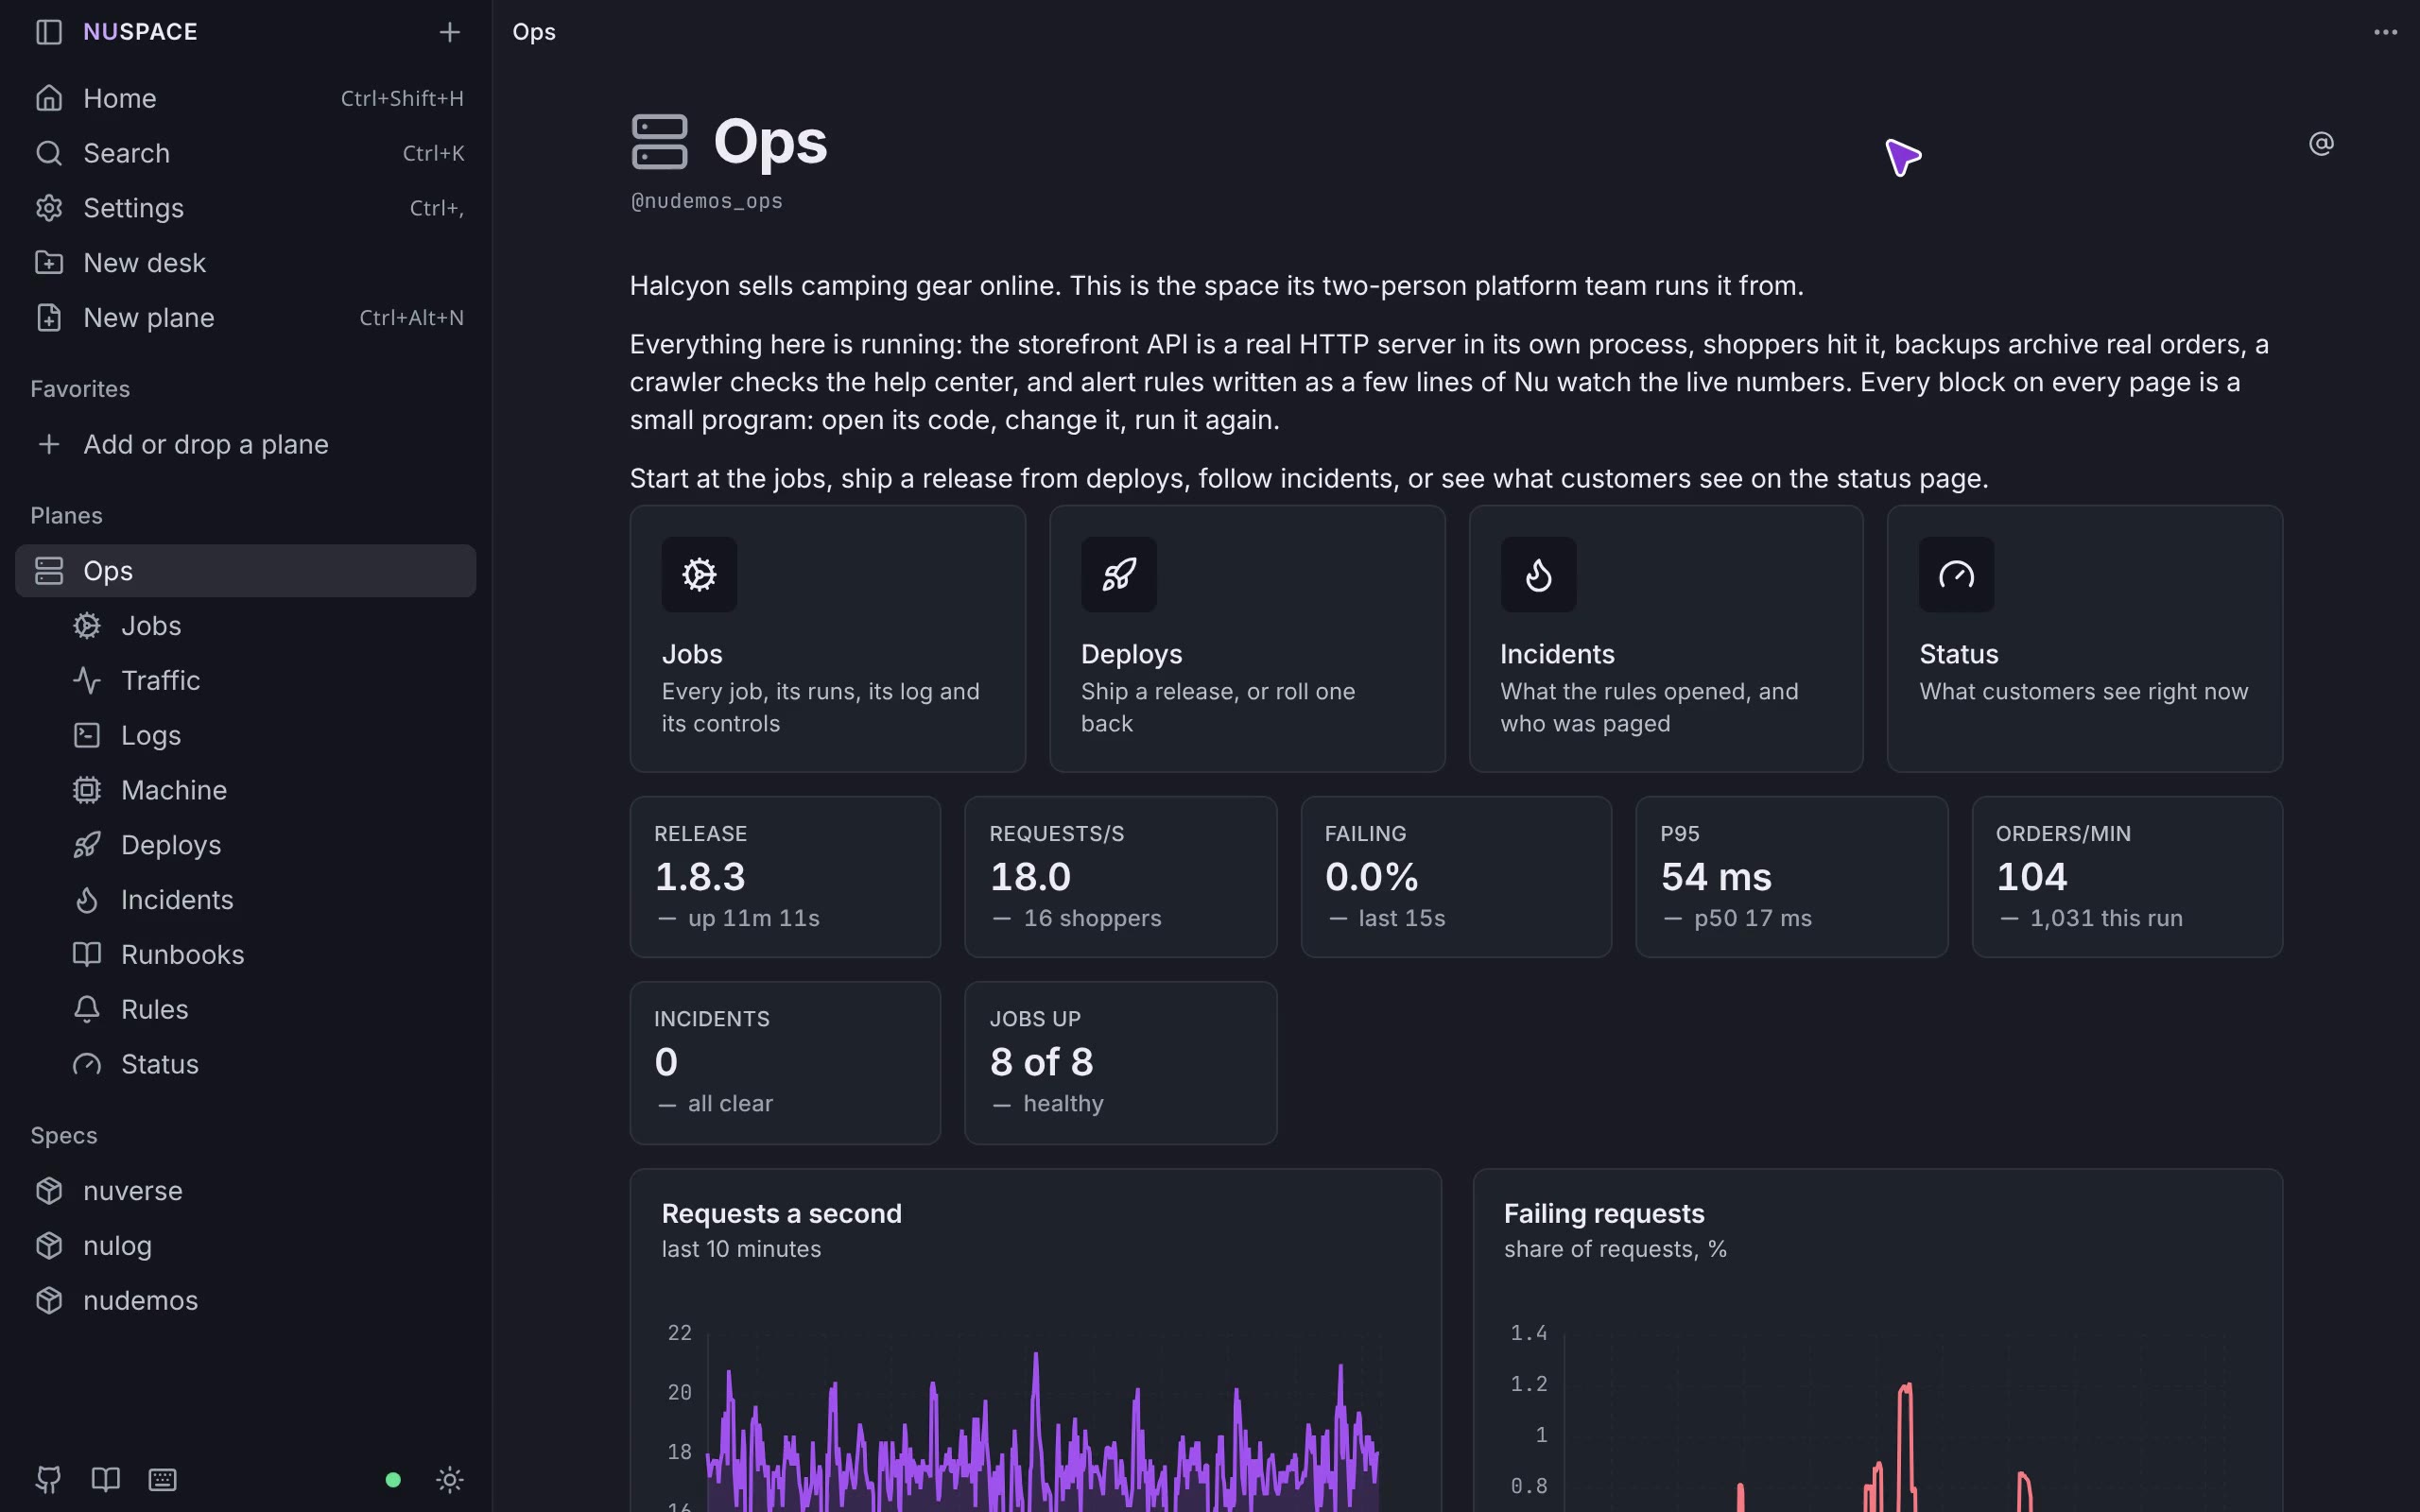 NUSPACE
Home Ctrl+Shift+H
Search Ctrl+K
Settings Ctrl+,
New desk
New plane Ctrl+Alt+N
Favorites
Add or drop a plane
Planes
Ops
Jobs
Traffic
Logs
Machine
Deploys
Incidents
Runbooks
Rules
Status
Specs
nuverse
nulog
nudemos
Ops
Ops
@nudemos_ops
Halcyon sells camping gear online. This is the space its two-person platform team runs it from.
Everything here is running: the storefront API is a real HTTP server in its own process, shoppers hit it, backups archive real orders, a
crawler checks the help center, and alert rules written as a few lines of Nu watch the live numbers. Every block on every page is a
small program: open its code, change it, run it again.
Start at the jobs, ship a release from deploys, follow incidents, or see what customers see on the status page.
Jobs
Every job, its runs, its log and
its controls
Deploys
Ship a release, or roll one
back
Incidents
What the rules opened, and
who was paged
Status
What customers see right now
RELEASE
1.8.3
— up 11m 11s
REQUESTS/S
18.0
— 16 shoppers
FAILING
0.0%
— last 15s
P95
54 ms
— p50 17 ms
ORDERS/MIN
104
— 1,031 this run
INCIDENTS
0
— all clear
JOBS UP
8 of 8
— healthy
Requests a second
last 10 minutes
22
20
18
16
Failing requests
share of requests, %
1.4
1.2
1
0.8